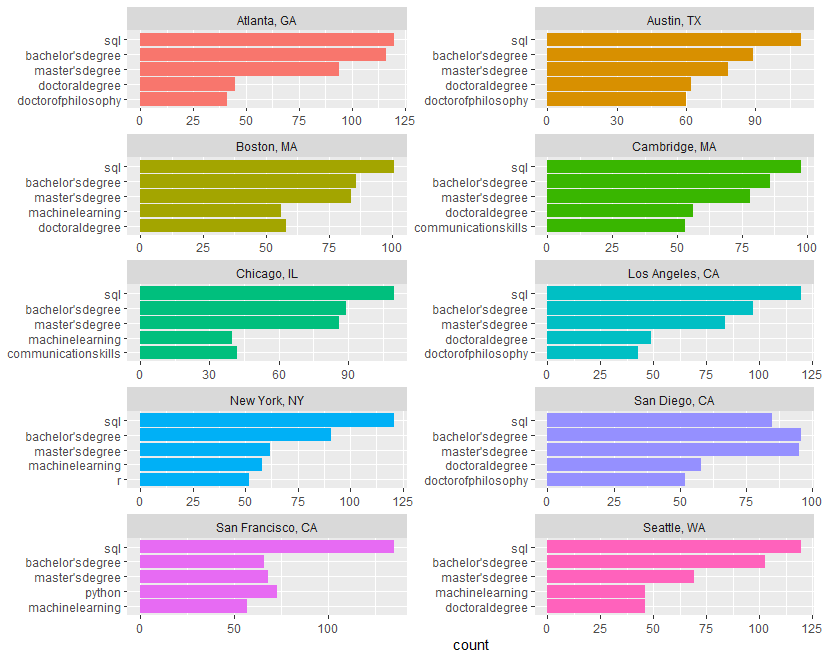 Atlanta, GA
sql
bachelor'sdegree
master'sdegree
doctoraldegree
doctorofphilosophy
0 25 50 75 100 125
Austin, TX
sql
bachelor'sdegree
master'sdegree
doctoraldegree
doctorofphilosophy
0 30 60 90
Boston, MA
sql
bachelor'sdegree
master'sdegree
machinelearning
doctoraldegree
0 25 50 75 100
Cambridge, MA
sql
bachelor'sdegree
master'sdegree
doctoraldegree
communicationskills
0 25 50 75 100
Chicago, IL
sql
bachelor'sdegree
master'sdegree
machinelearning
communicationskills
0 30 60 90
Los Angeles, CA
sql
bachelor'sdegree
master'sdegree
doctoraldegree
doctorofphilosophy
0 25 50 75 100 125
New York, NY
sql
bachelor'sdegree
master'sdegree
machinelearning
r
0 25 50 75 100 125
San Diego, CA
sql
bachelor'sdegree
master'sdegree
doctoraldegree
doctorofphilosophy
0 25 50 75 100
San Francisco, CA
sql
bachelor'sdegree
master'sdegree
python
machinelearning
0 50 100
Seattle, WA
sql
bachelor'sdegree
master'sdegree
machinelearning
doctoraldegree
0 25 50 75 100 125
count